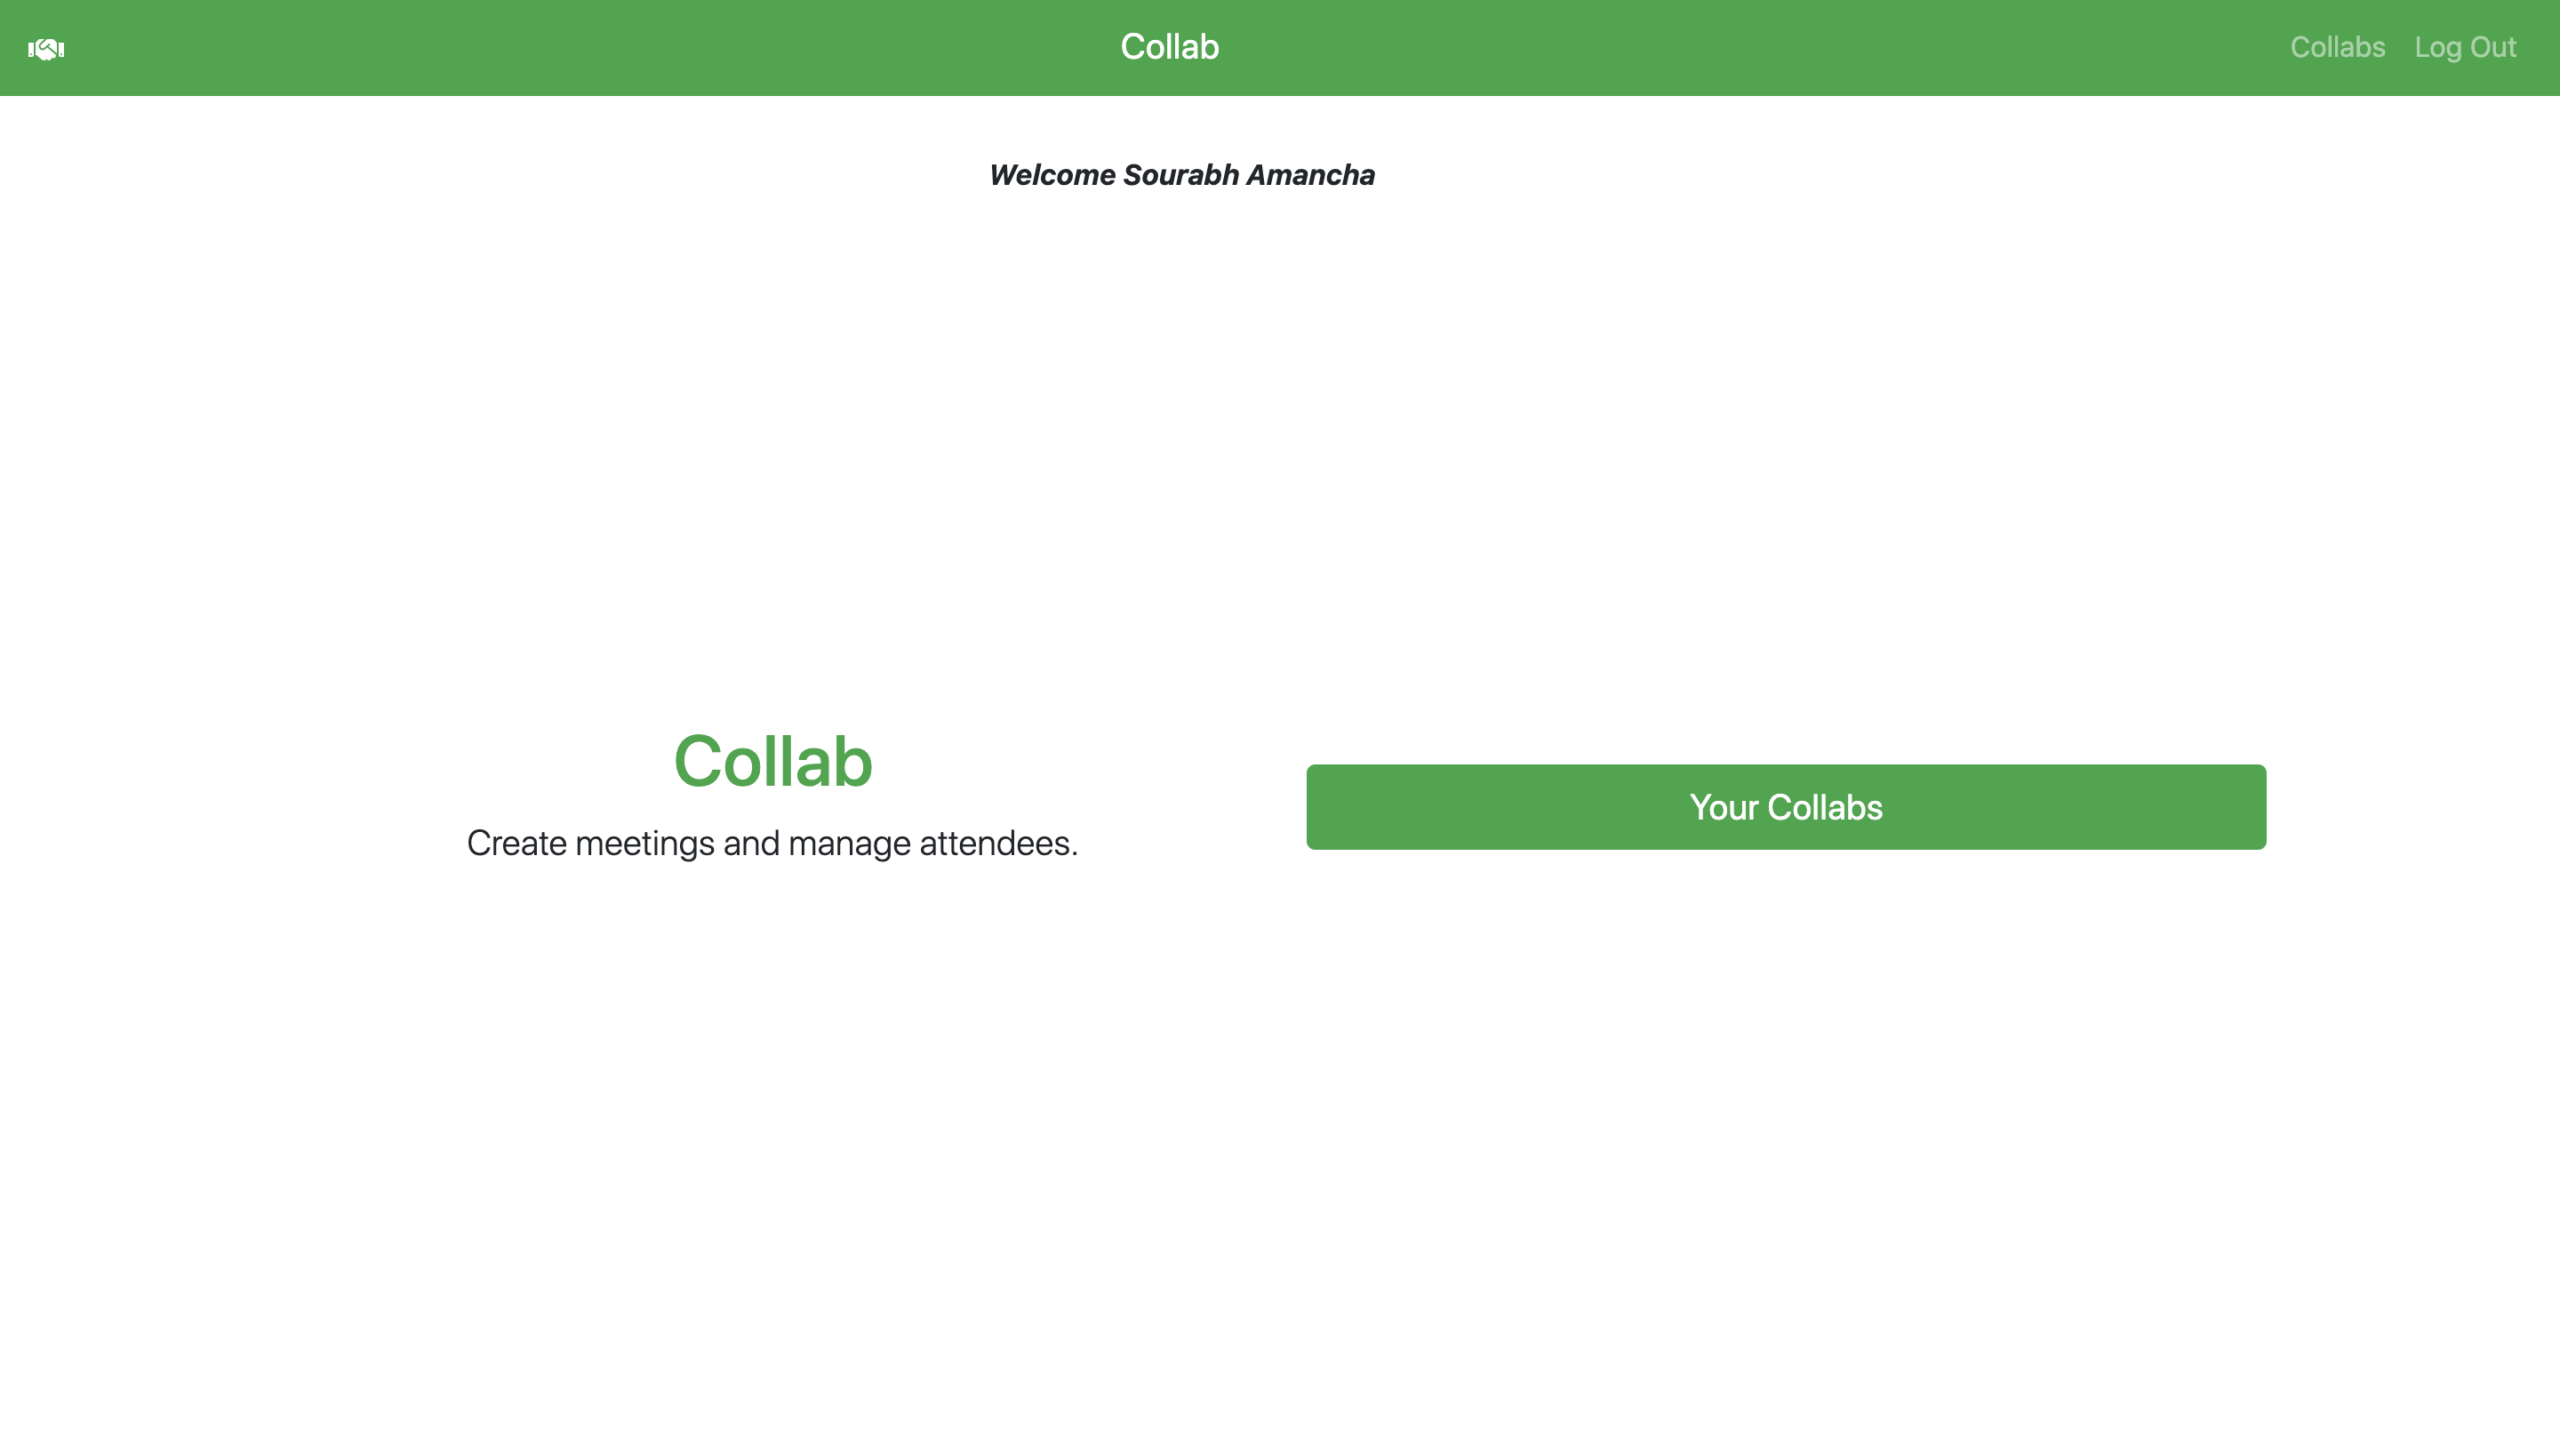 Collab
Collabs
Log Out
Welcome Sourabh Amancha
Collab
Create meetings and manage attendees.
Your Collabs